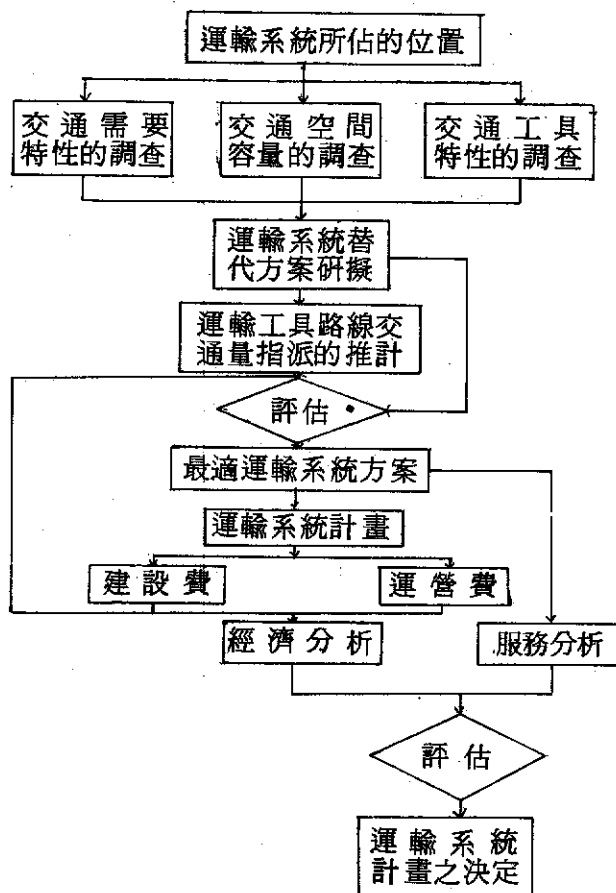 運輸系統所佔的位置
交通需要
特性的調查
交通空間
容量的調查
交通工具
特性的調查
運輸系統替
代方案研擬
運輸工具路線交
通量指派的推計
評估
最適運輸系統方案
運輸系統計畫
建設費
運營費
經濟分析
服務分析
評估
運輸系統
計畫之決定